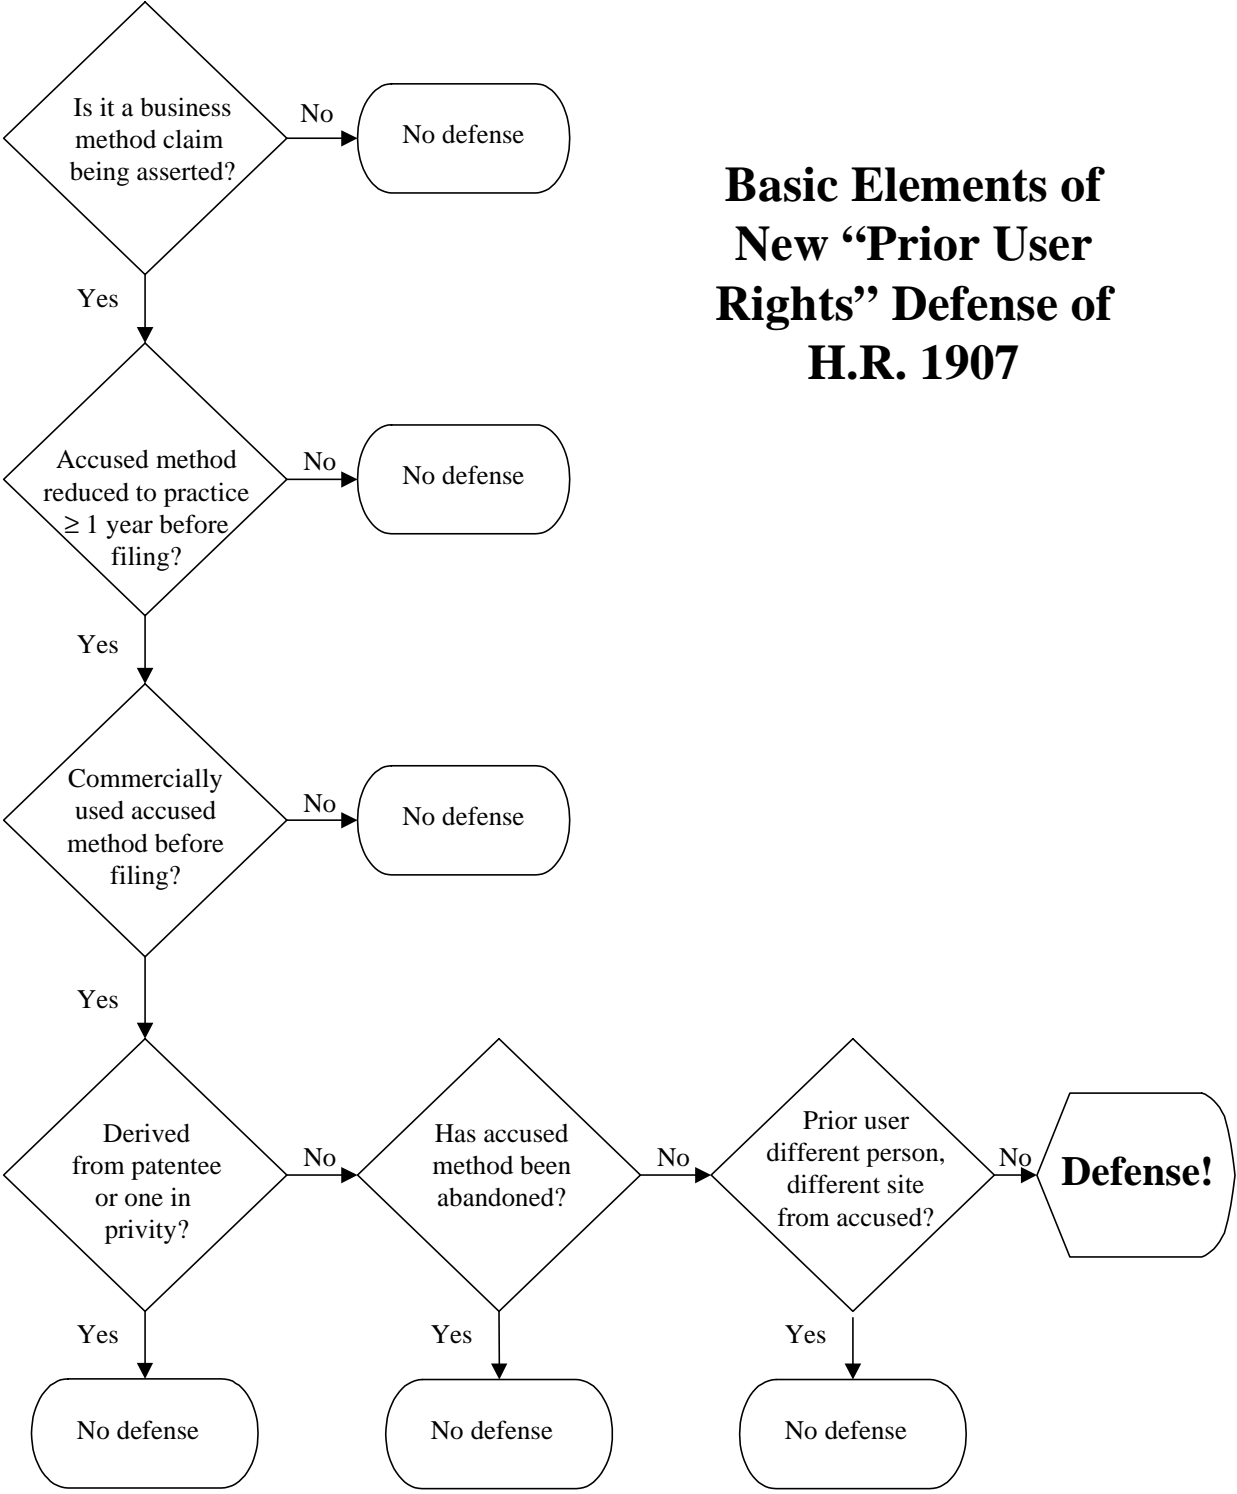 Is it a business
method claim
being asserted?
No
No defense
Basic Elements of
New “Prior User
Rights” Defense of
H.R. 1907
Yes
Accused method
reduced to practice
≥ 1 year before
filing?
No
No defense
Yes
Commercially
used accused
method before
filing?
No
No defense
Yes
Derived
from patentee
or one in
privity?
No
Has accused
method been
abandoned?
No
Prior user
different person,
different site
from accused?
No
Defense!
Yes
No defense
Yes
No defense
Yes
No defense